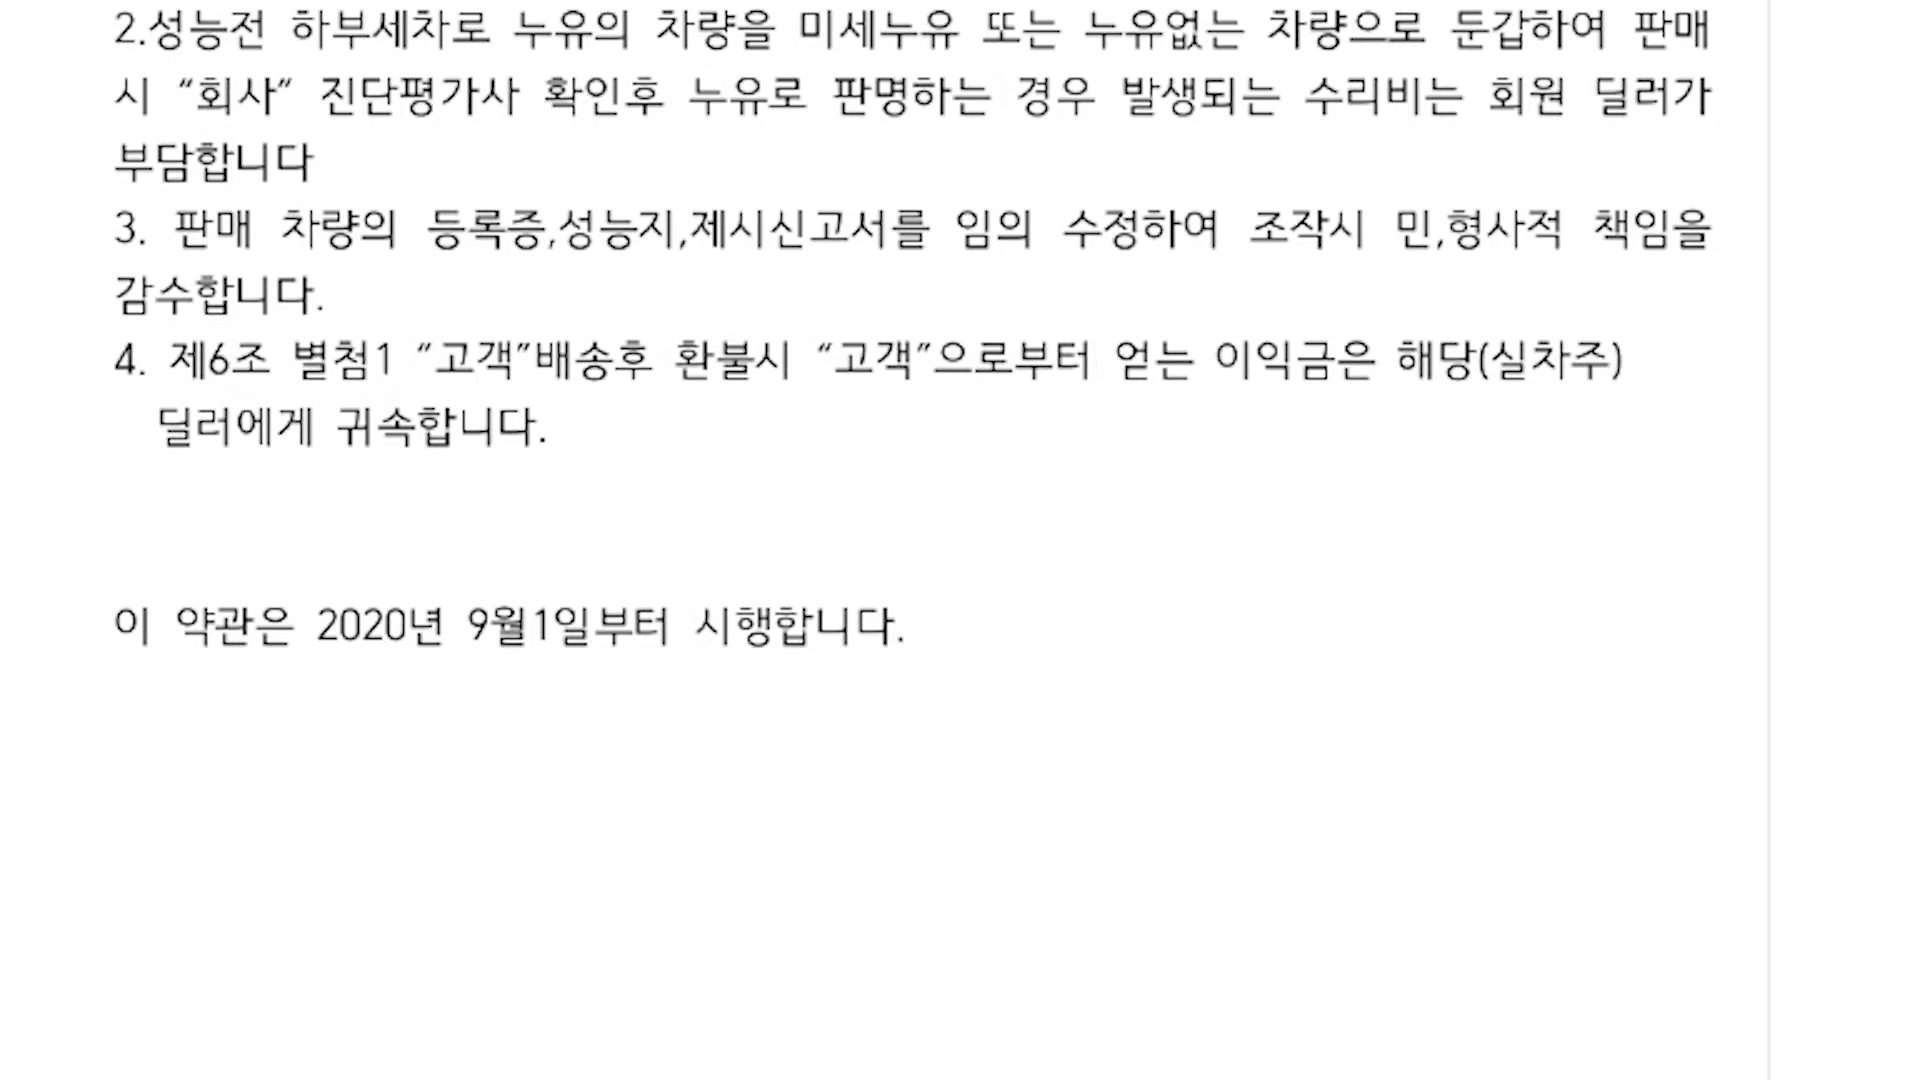 2.성능전 하부세차로 누유의 차량을 미세누유 또는 누유없는 차량으로 둔갑하여 판매
시 “회사” 진단평가사 확인후 누유로 판명하는 경우 발생되는 수리비는 회원 딜러가
부담합니다
3. 판매 차량의 등록증,성능지,제시신고서를 임의 수정하여 조작시 민,형사적 책임을
감수합니다.
4. 제6조 별첨1 “고객”배송후 환불시 “고객”으로부터 얻는 이익금은 해당(실차주)
딜러에게 귀속합니다.
이 약관은 2020년 9월1일부터 시행합니다.